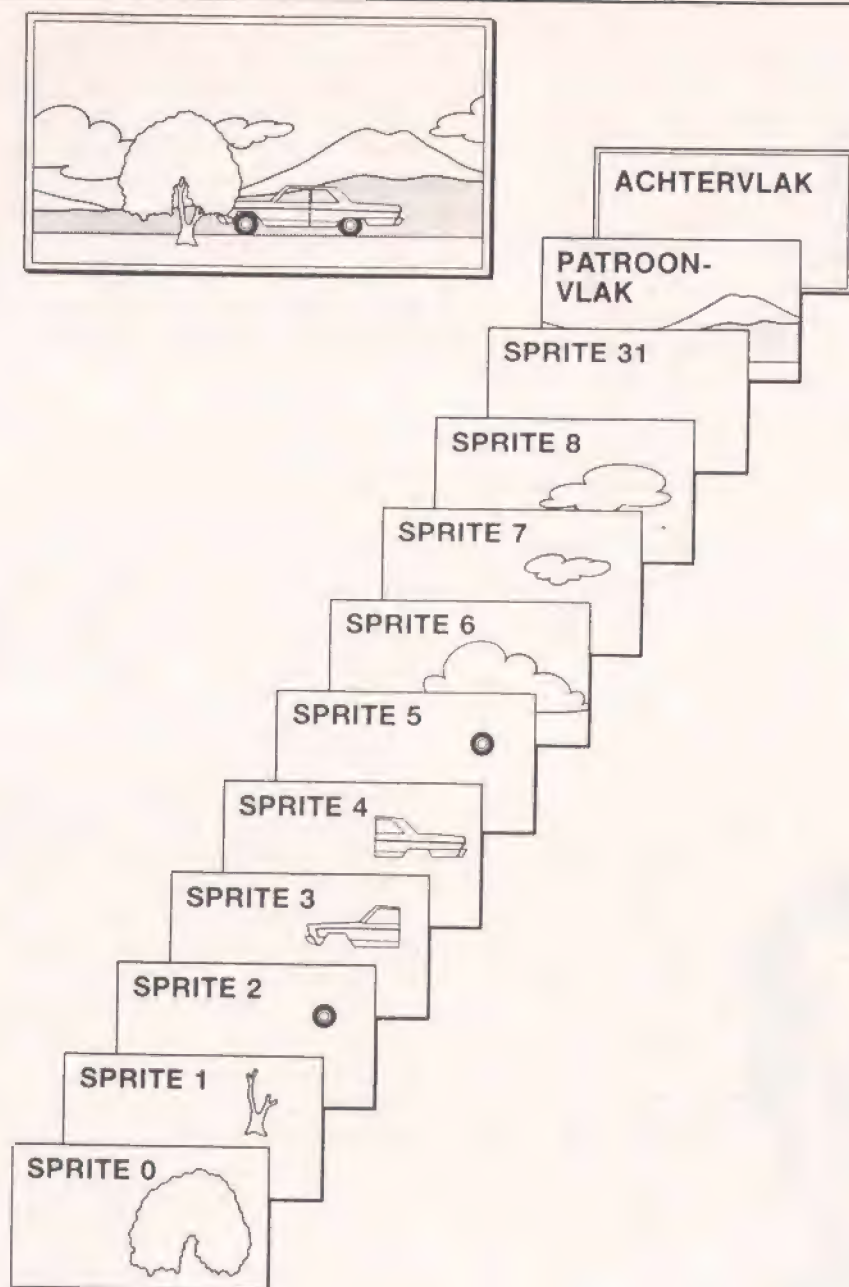 ACHTERVLAK
PATROON-
VLAK
SPRITE 31
SPRITE 8
SPRITE 7
SPRITE 6
SPRITE 5
SPRITE 4
SPRITE 3
SPRITE 2
SPRITE 1
SPRITE 0